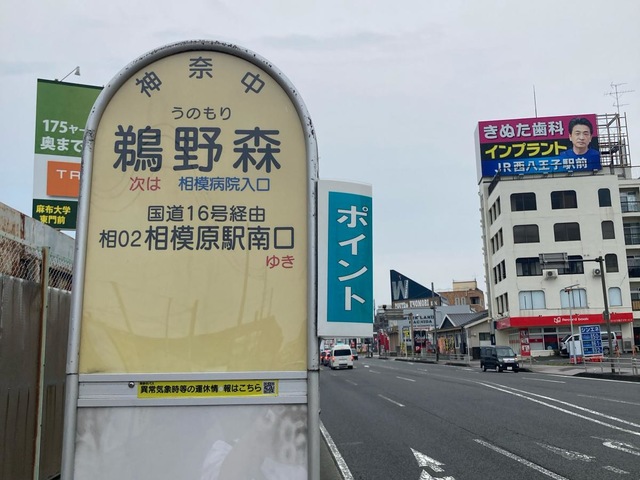 神奈中
うのもり
鵜野森
次は 相模病院入口
国道16号経由
相02 相模原駅南口
ゆき
異常気象時等の運休情 報はこちら
175ヤー
奥まで
TR
麻布大学
東門前
ポイント
W
きぬた歯科
インプラント
JR西八王子駅前